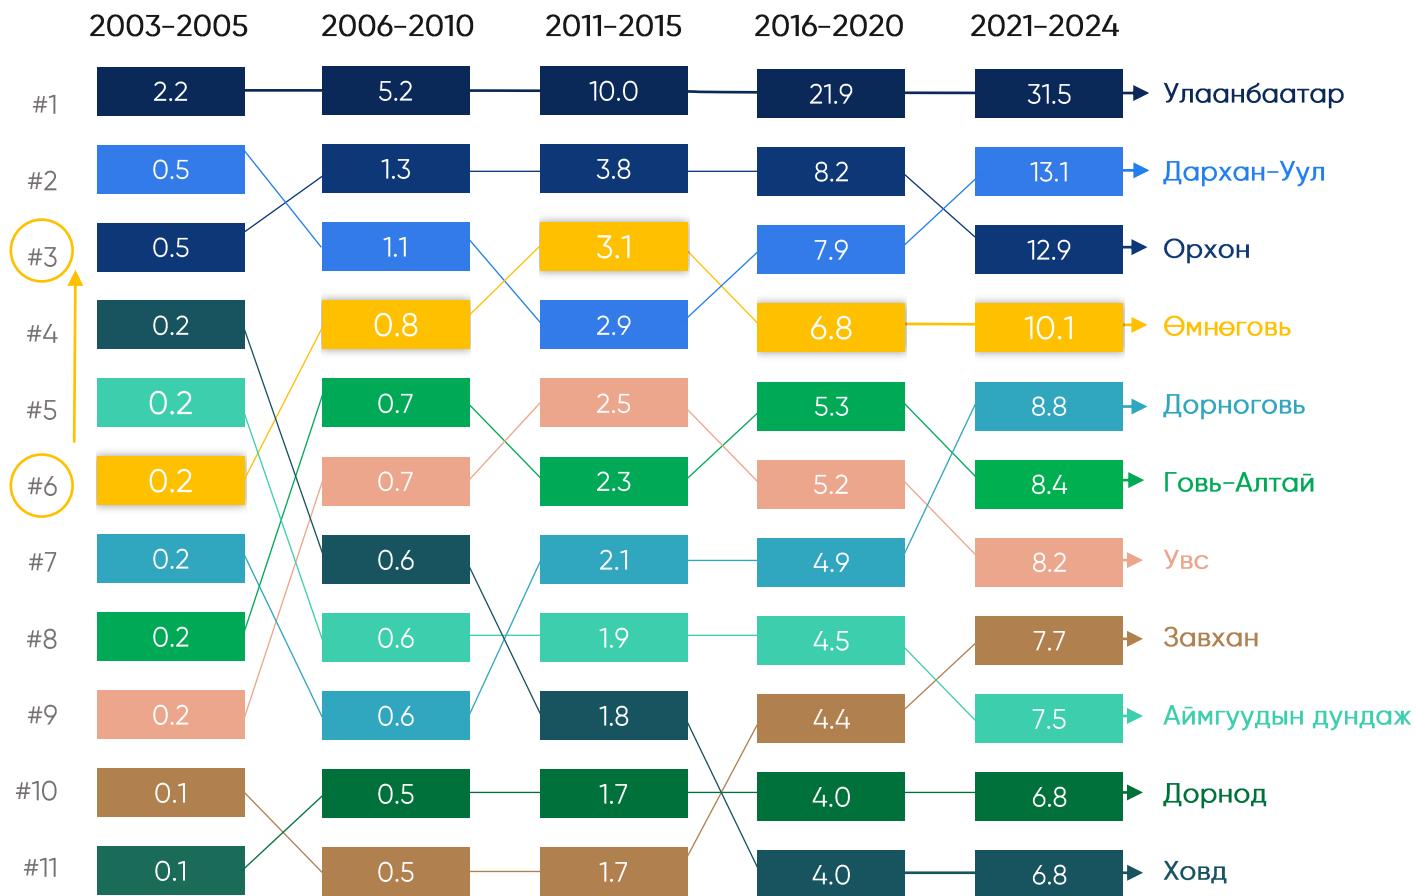 2003–2005 2006–2010 2011–2015 2016–2020 2021–2024
#1 2.2 5.2 10.0 21.9 31.5 Улаанбаатар
#2 0.5 1.3 3.8 8.2 13.1 Дархан-Уул
#3 0.5 1.1 3.1 7.9 12.9 Орхон
#4 0.2 0.8 2.9 6.8 10.1 Өмнөговь
#5 0.2 0.7 2.5 5.3 8.8 Дорноговь
#6 0.2 0.7 2.3 5.2 8.4 Говь-Алтай
#7 0.2 0.6 2.1 4.9 8.2 Увс
#8 0.2 0.6 1.9 4.5 7.7 Завхан
#9 0.2 0.6 1.8 4.4 7.5 Аймгуудын дундаж
#10 0.1 0.5 1.7 4.0 6.8 Дорнод
#11 0.1 0.5 1.7 4.0 6.8 Ховд